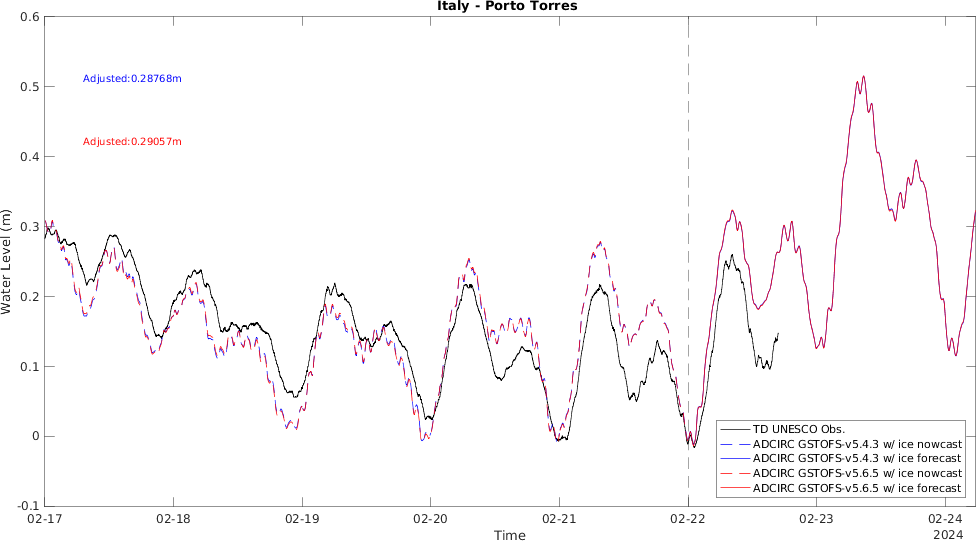 Italy - Porto Torres
0.6
0.5
0.4
0.3
0.2
0.1
0
-0.1
Water Level (m)
Adjusted:0.28768m
Adjusted:0.29057m
TD UNESCO Obs.
ADCIRC GSTOFS-v5.4.3 w/ ice nowcast
ADCIRC GSTOFS-v5.4.3 w/ ice forecast
ADCIRC GSTOFS-v5.6.5 w/ ice nowcast
ADCIRC GSTOFS-v5.6.5 w/ ice forecast
02-17 02-18 02-19 02-20 02-21 02-22 02-23 02-24
Time
2024